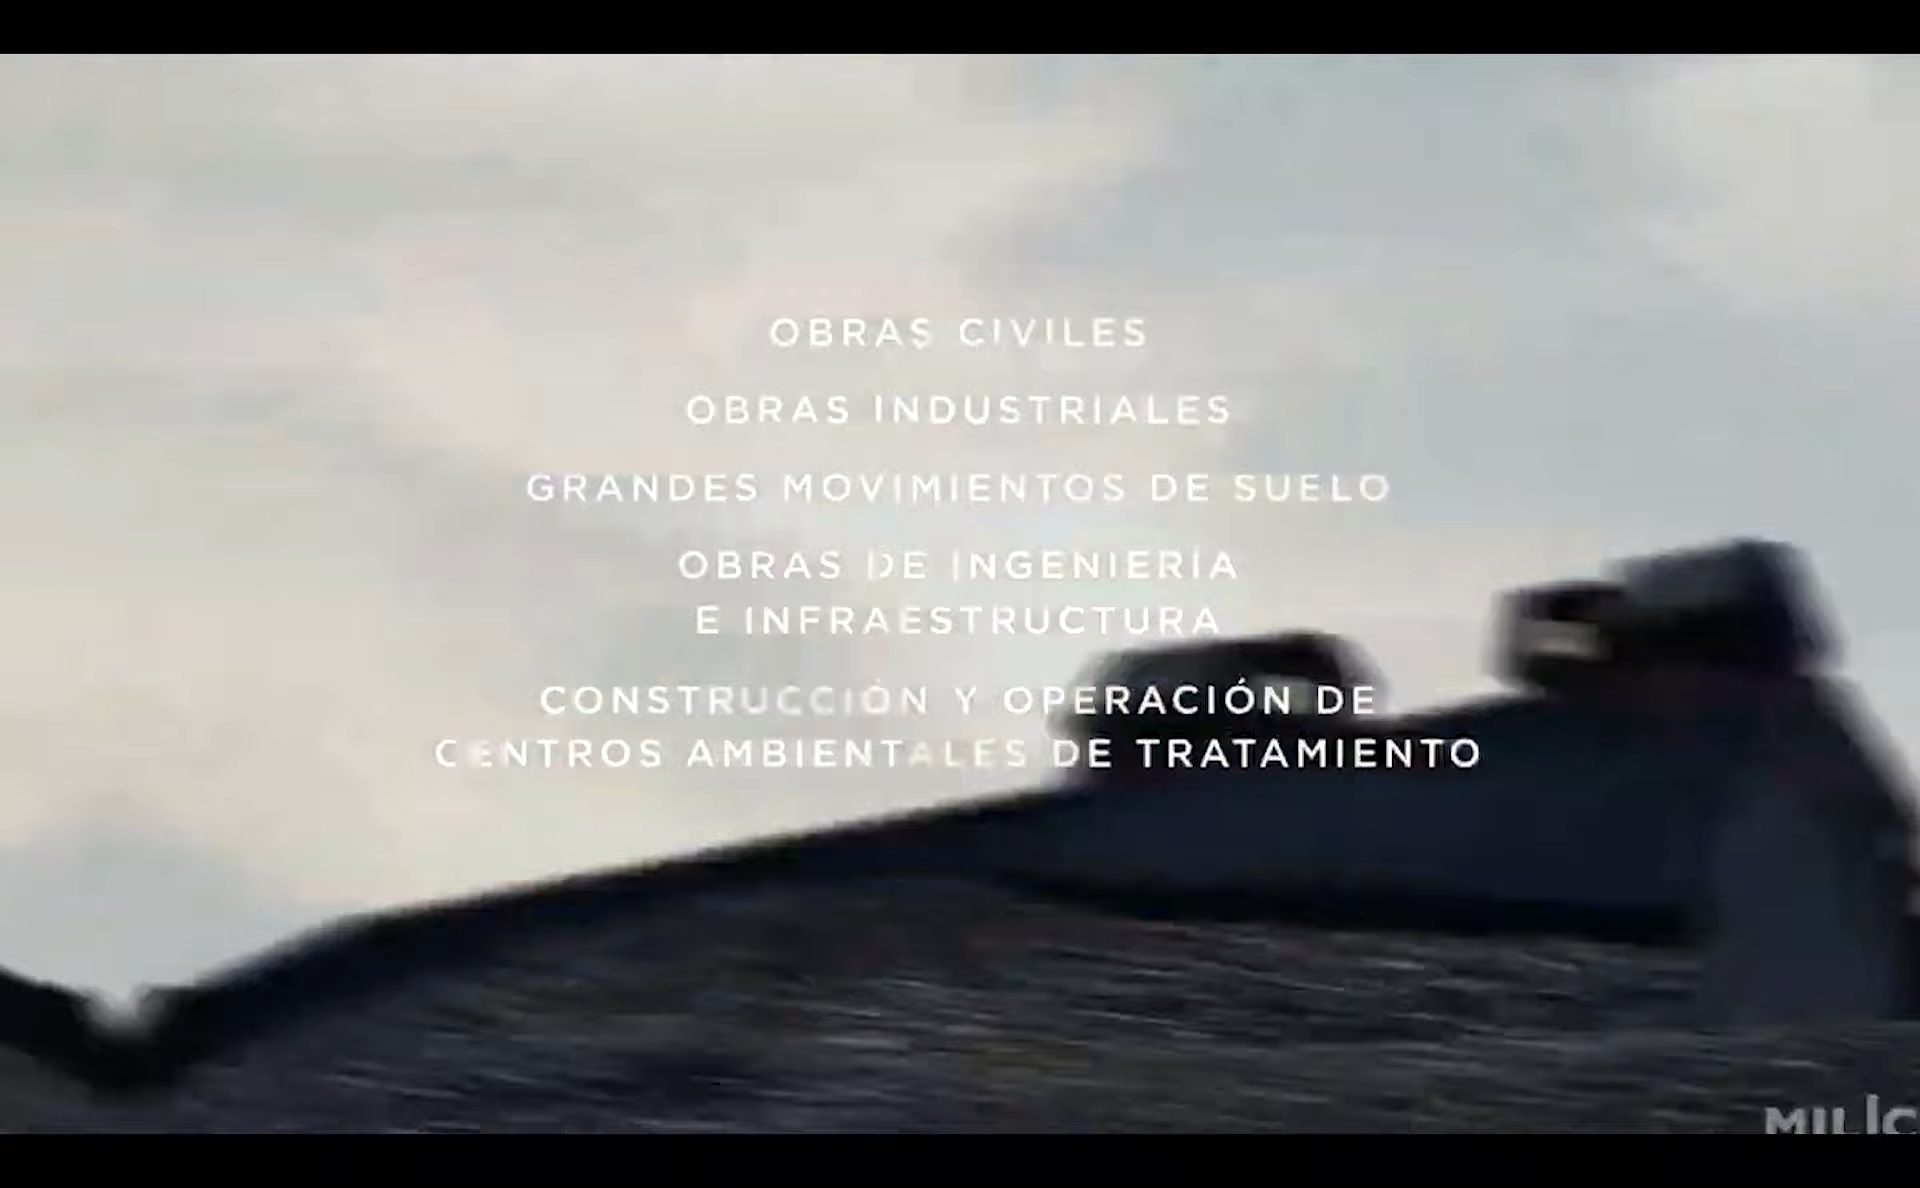 OBRAS CIVILES
OBRAS INDUSTRIALES
GRANDES MOVIMIENTOS DE SUELO
OBRAS DE INGENIERÍA
E INFRAESTRUCTURA
CONSTRUCCIÓN Y OPERACIÓN DE
CENTROS AMBIENTALES DE TRATAMIENTO